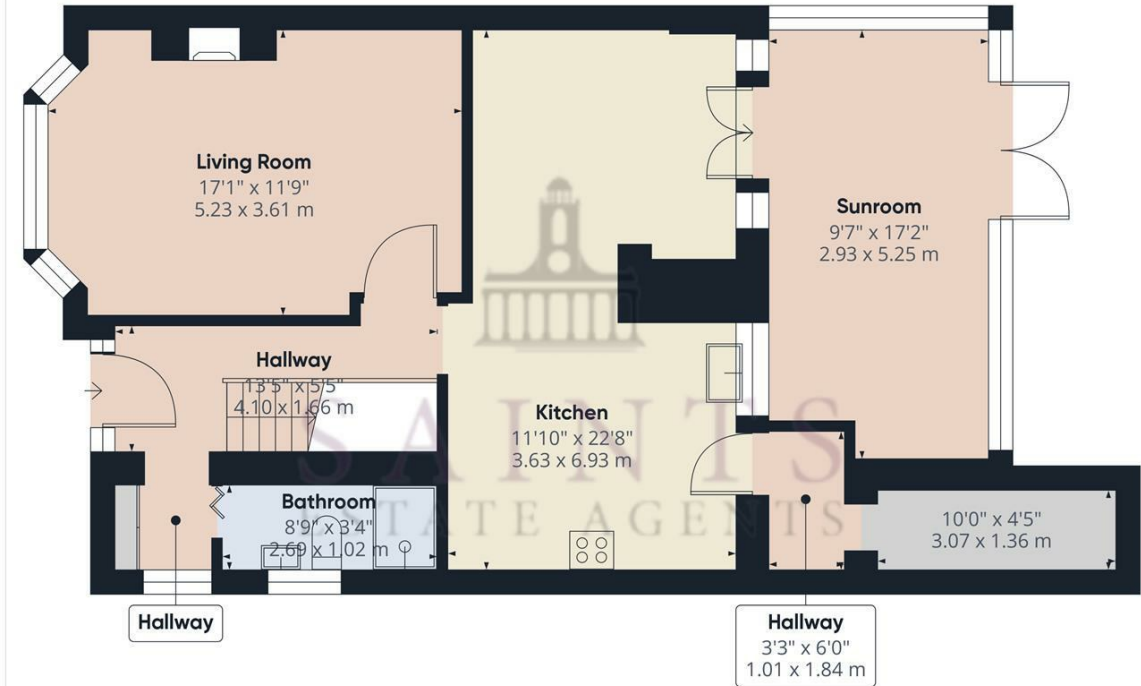 Living Room
17'1" x 11'9"
5.23 x 3.61 m
Sunroom
9'7" x 17'2"
2.93 x 5.25 m
Hallway
13'5" x 5'5"
4.10 x 1.66 m
Kitchen
11'10" x 22'8"
3.63 x 6.93 m
SAINTS
ESTATE AGENTS
Bathroom
8'9" x 3'4"
2.69 x 1.02 m
10'0" x 4'5"
3.07 x 1.36 m
Hallway
Hallway
3'3" x 6'0"
1.01 x 1.84 m